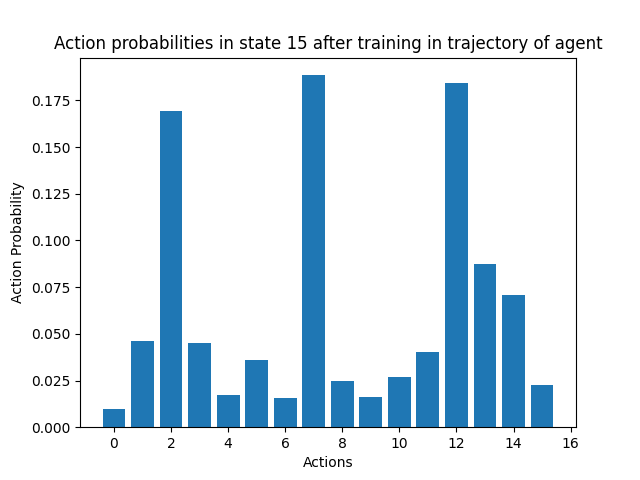 Action probabilities in state 15 after training in trajectory of agent
Action Probability
0.175
0.150
0.125
0.100
0.075
0.050
0.025
0.000
0 2 4 6 8 10 12 14 16
Actions